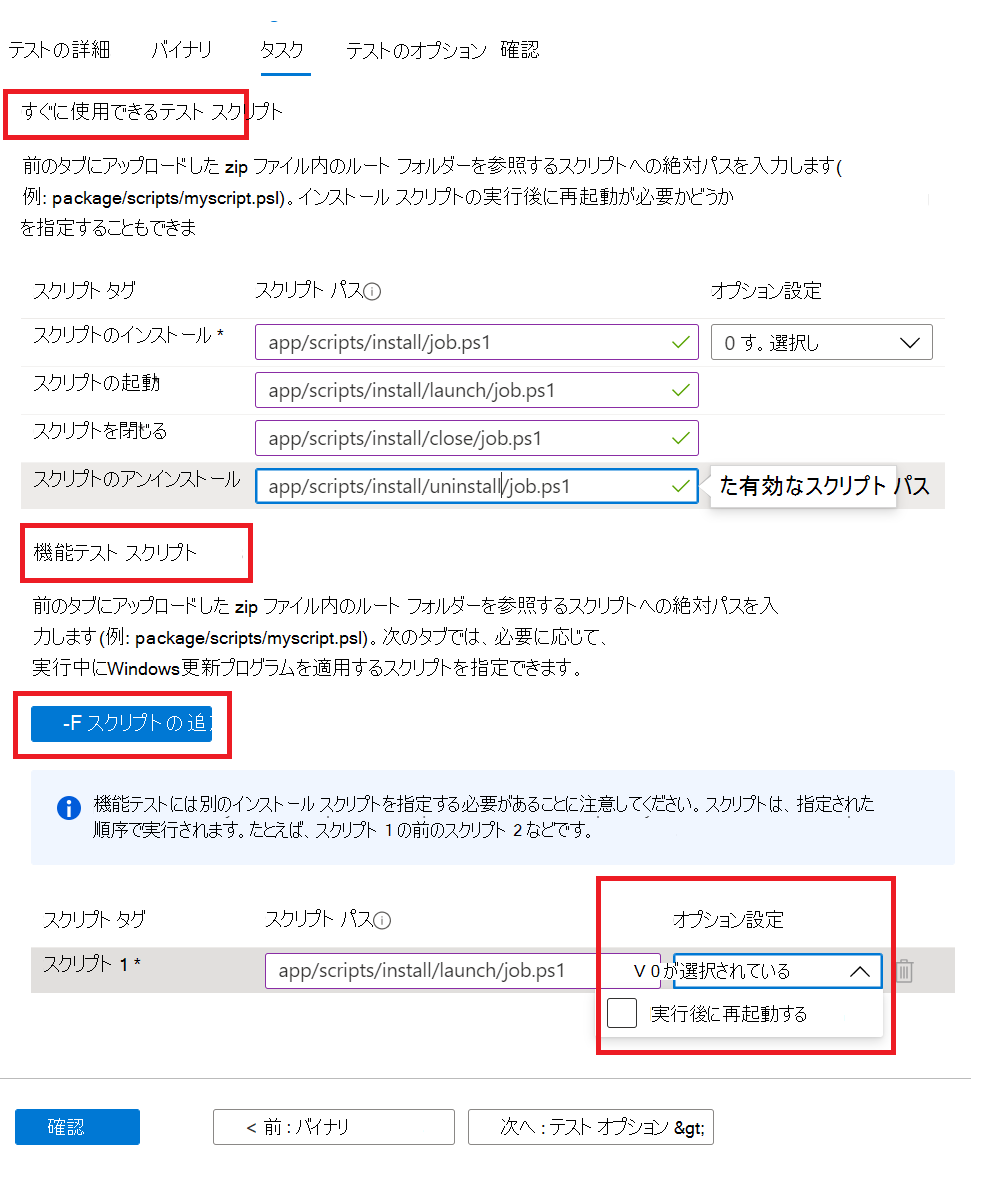 テストの詳細 バイナリ タスク テストのオプション 確認
すぐに使用できるテスト スクリプト
前のタブにアップロードした zip ファイル内のルート フォルダーを参照するスクリプトへの絶対パスを入力します(
例: package/scripts/myscript.psl)。インストール スクリプトの実行後に再起動が必要かどうか
を指定することもできま
スクリプト タグ スクリプト パス オプション設定
スクリプトのインストール * app/scripts/install/job.ps1 0 す。選択し
スクリプトの起動 app/scripts/install/launch/job.ps1
スクリプトを閉じる app/scripts/install/close/job.ps1
スクリプトのアンインストール app/scripts/install/uninstall/job.ps1 た有効なスクリプト パス
機能テスト スクリプト
前のタブにアップロードした zip ファイル内のルート フォルダーを参照するスクリプトへの絶対パスを入
力します(例: package/scripts/myscript.psl)。次のタブでは、必要に応じて、
実行中にWindows更新プログラムを適用するスクリプトを指定できます。
-F スクリプトの追
機能テストには別のインストール スクリプトを指定する必要があることに注意してください。スクリプトは、指定された
順序で実行されます。たとえば、スクリプト 1 の前のスクリプト 2 などです。
スクリプト タグ スクリプト パス オプション設定
スクリプト 1 * app/scripts/install/launch/job.ps1 V 0 が選択されている
実行後に再起動する
確認 < 前 : バイナリ 次へ : テスト オプション &gt;